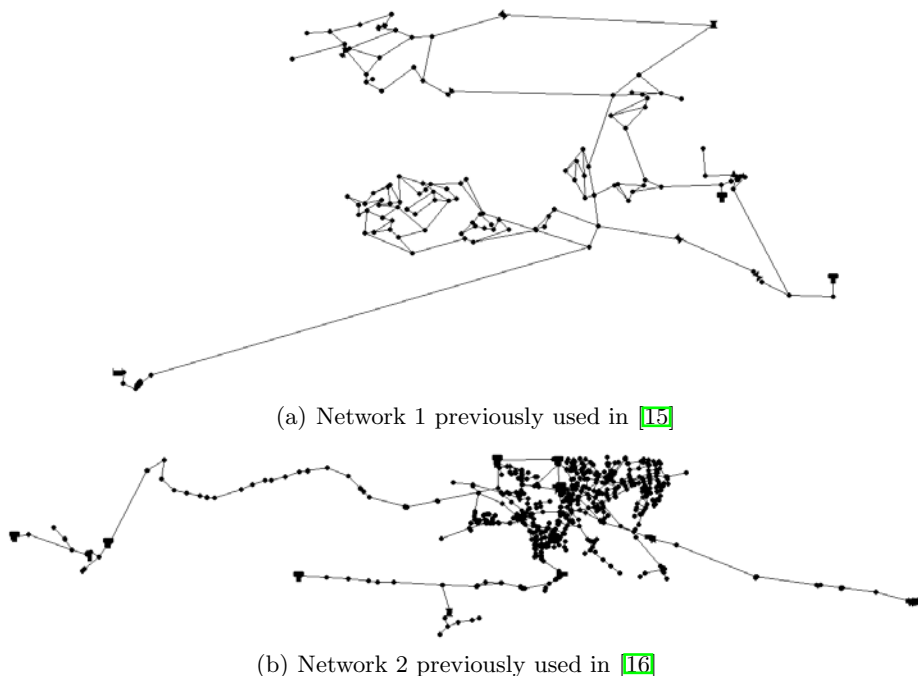 (a) Network 1 previously used in [15]
(b) Network 2 previously used in [16]